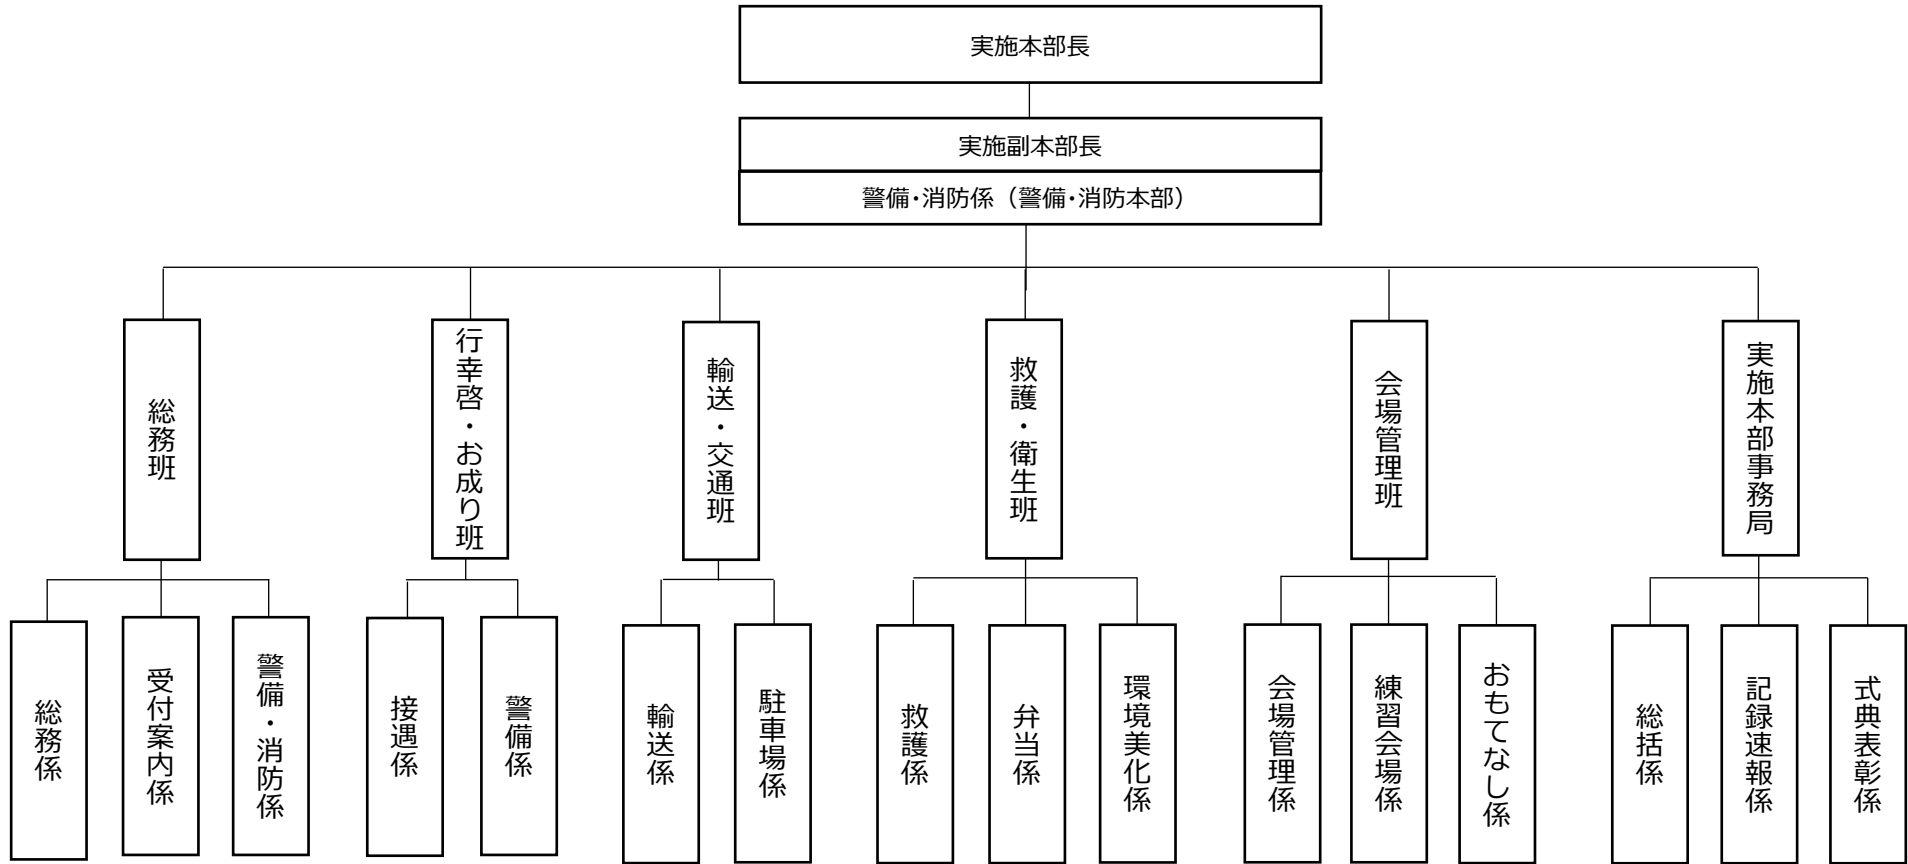 実施本部長
実施副本部長
警備・消防係（警備・消防本部）
総務班
行幸啓・お成り班
輸送・交通班
救護・衛生班
会場管理班
実施本部事務局
総務係
受付案内係
警備・消防係
接遇係
警備係
輸送係
駐車場係
救護係
弁当係
環境美化係
会場管理係
練習会場係
おもてなし係
総括係
記録速報係
式典表彰係